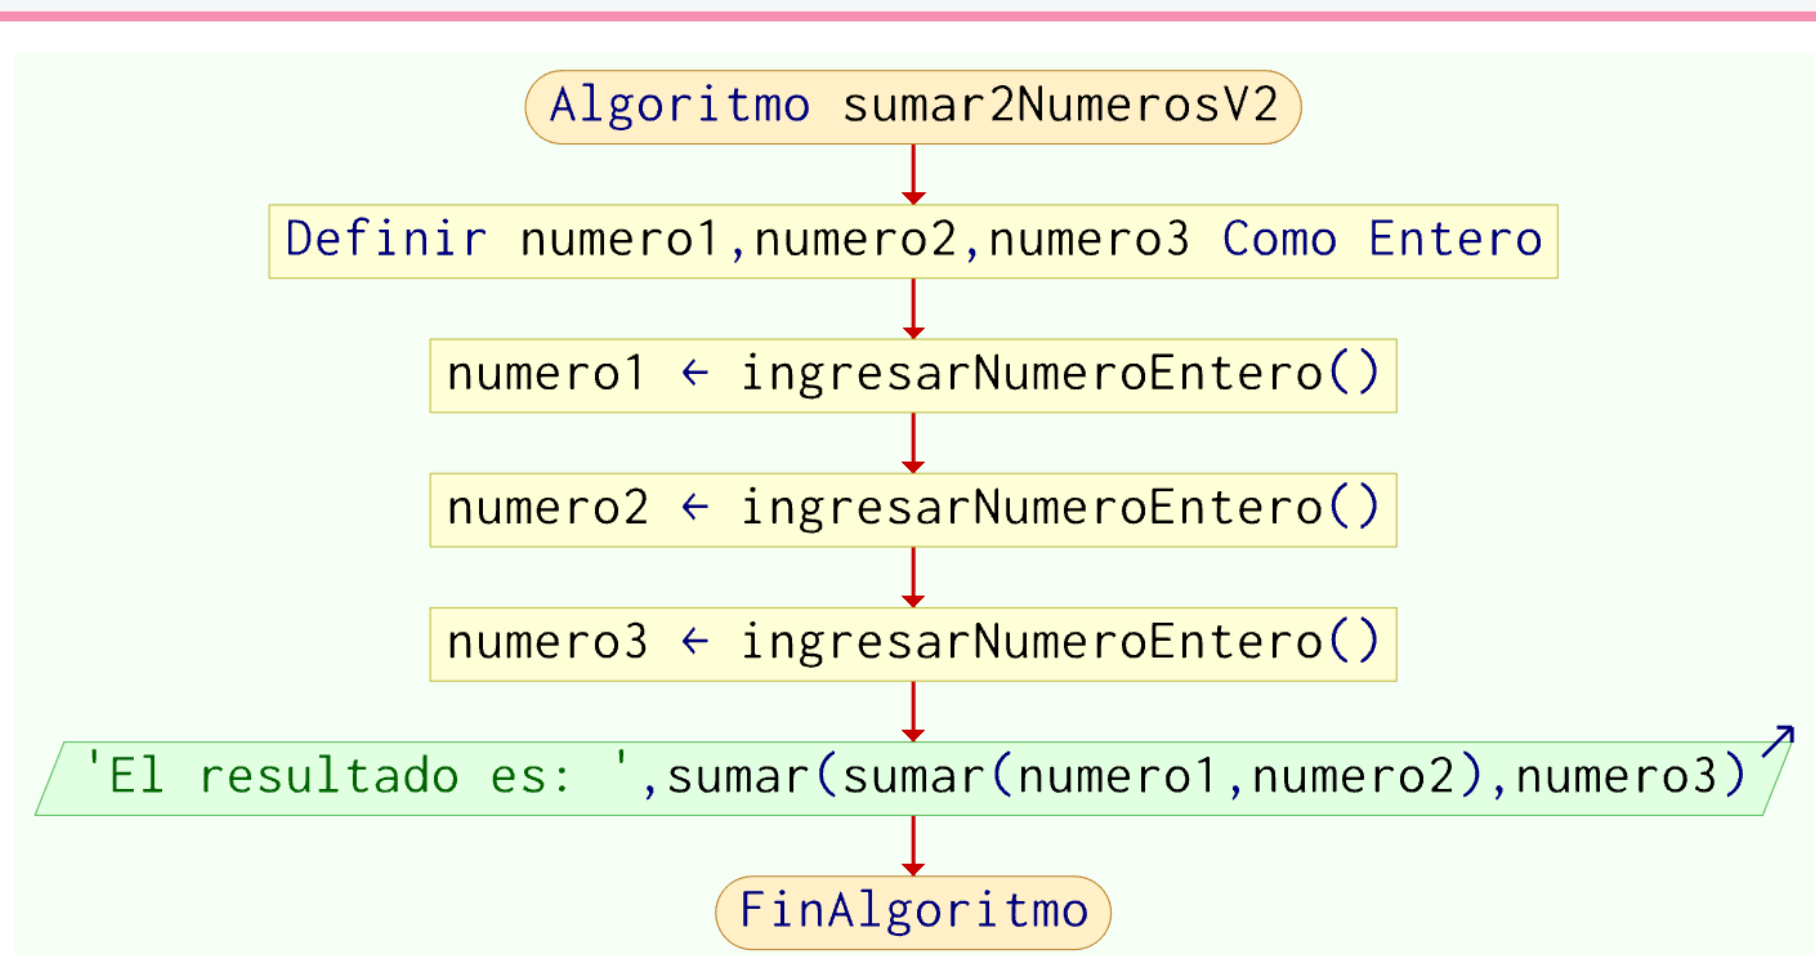 Algoritmo sumar2NumerosV2
Definir numero1,numero2,numero3 Como Entero
numero1 ← ingresarNumeroEntero()
numero2 ← ingresarNumeroEntero()
numero3 ← ingresarNumeroEntero()
'El resultado es: ',sumar(sumar(numero1,numero2),numero3)
FinAlgoritmo